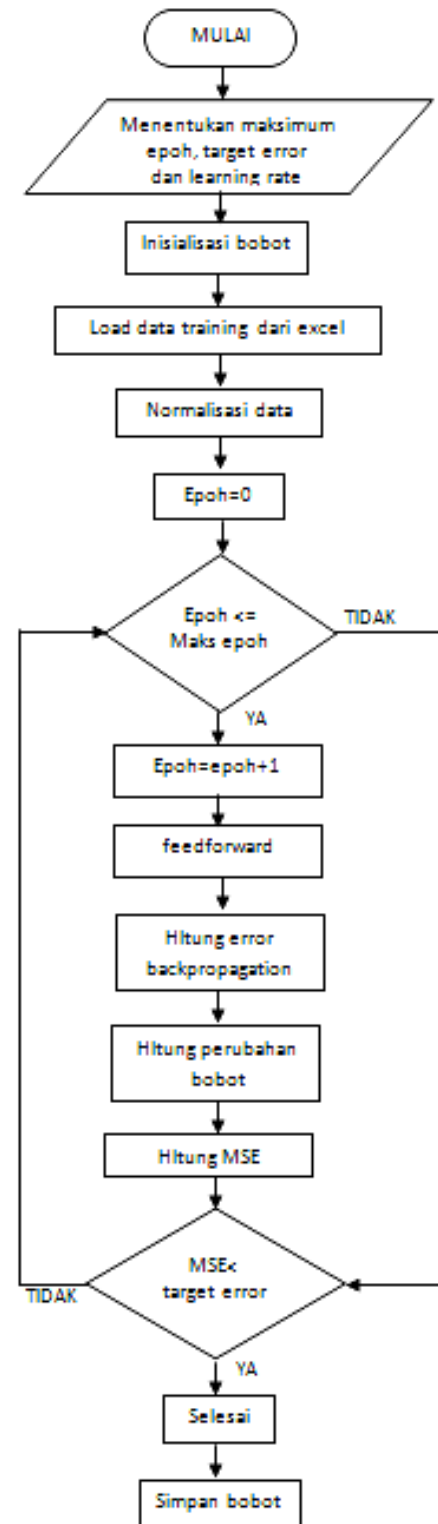 MULAI
Menentukan maksimum
epoh, target error
dan learning rate
Inisialisasi bobot
Load data training dari excel
Normalisasi data
Epoh=0
Epoh <=
Maks epoh
TIDAK
YA
Epoh=epoh+1
feedforward
HItung error
backpropagation
HItung perubahan
bobot
HItung MSE
MSE<
target error
TIDAK
YA
Selesai
Simpan bobot